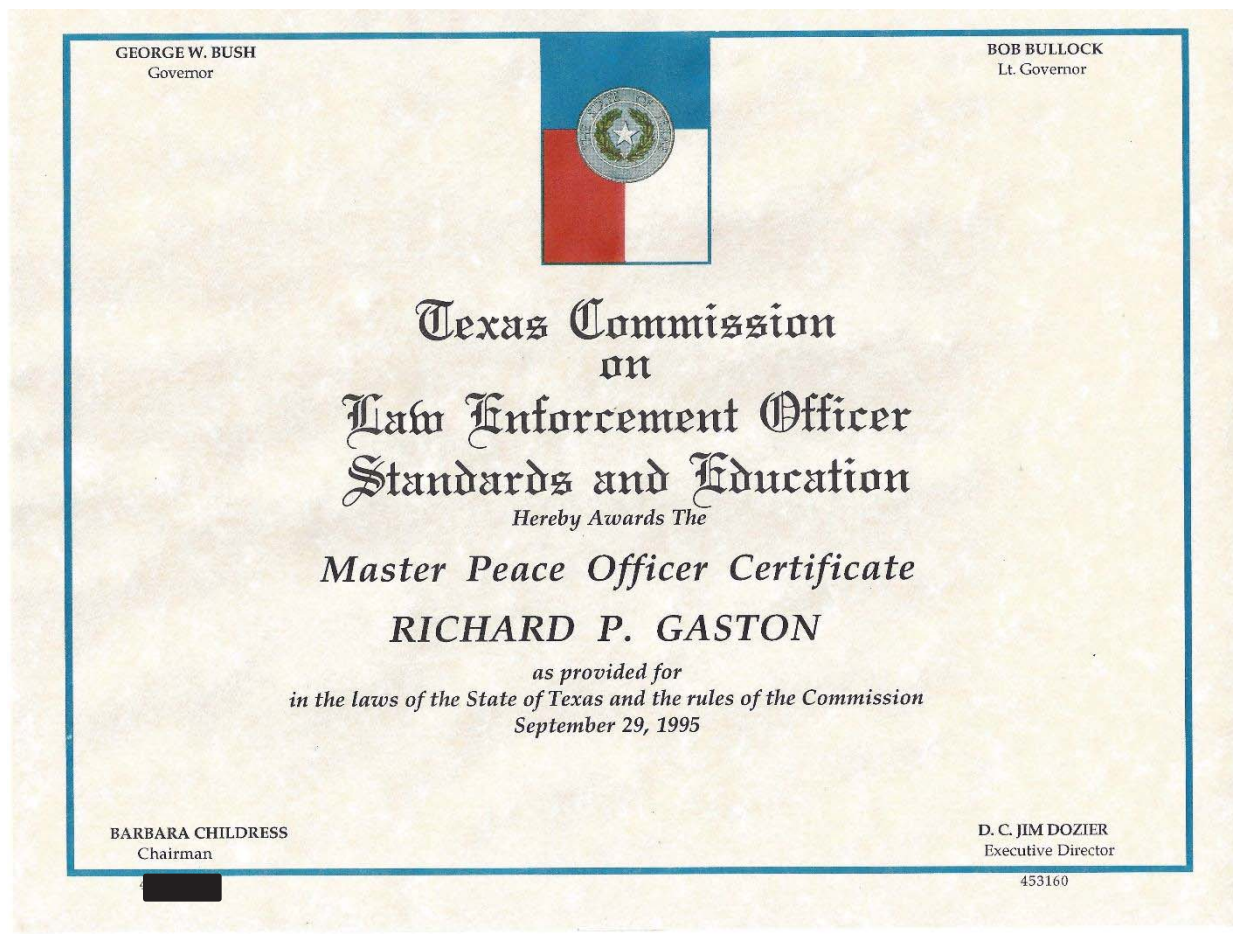 GEORGE W. BUSH
Governor
BOB BULLOCK
Lt. Governor
Texas Commission
on
Law Enforcement Officer
Standards and Education
Hereby Awards The
Master Peace Officer Certificate
RICHARD P. GASTON
as provided for
in the laws of the State of Texas and the rules of the Commission
September 29, 1995
BARBARA CHILDRESS
Chairman
D. C. JIM DOZIER
Executive Director
453160